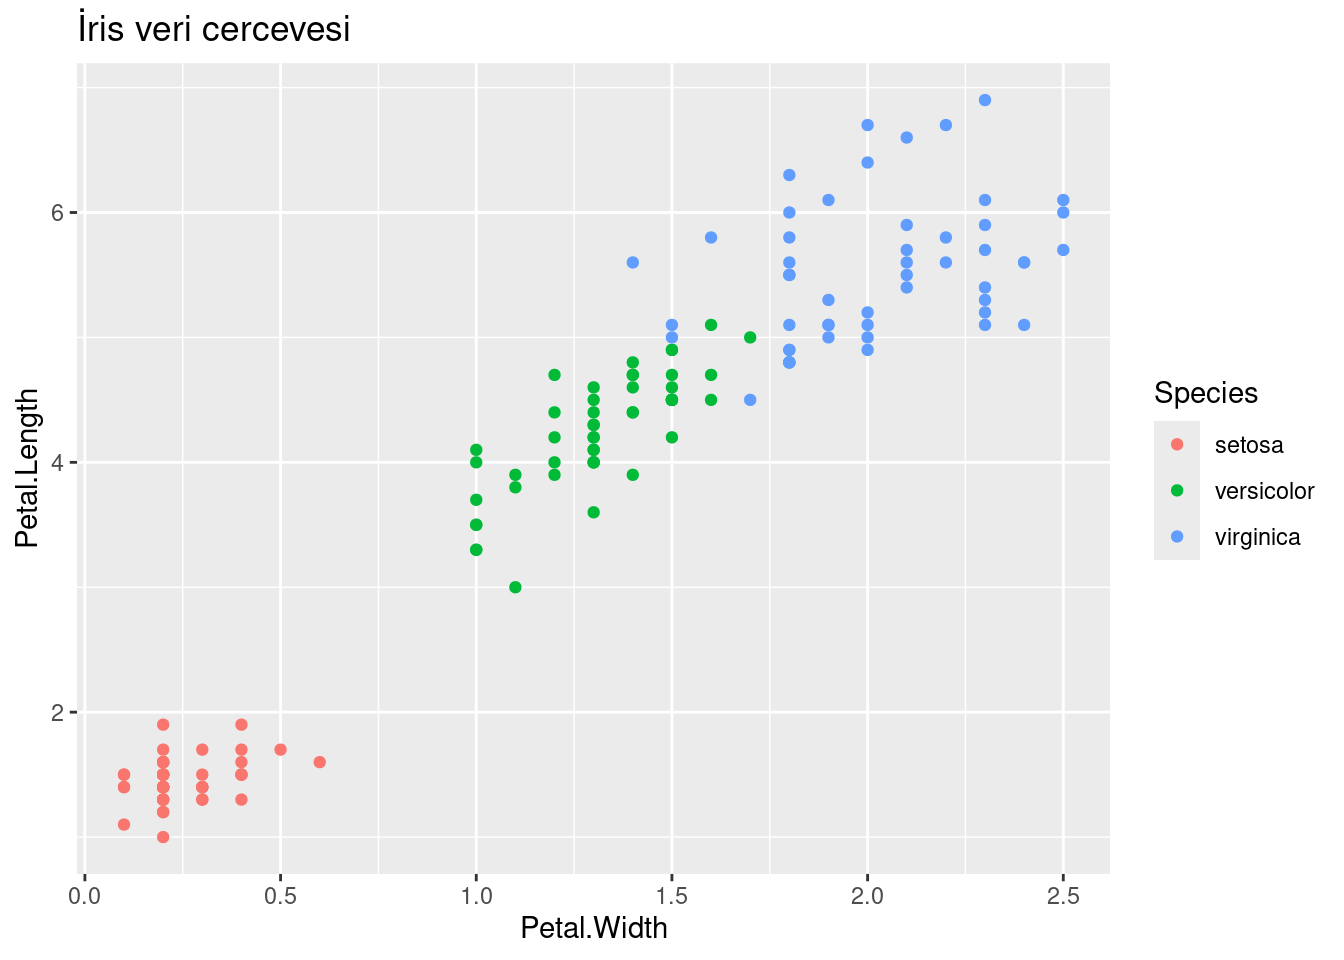 İris veri cercevesi
Petal.Length
6
4
2
0.0 0.5 1.0 1.5 2.0 2.5
Petal.Width
Species
setosa
versicolor
virginica